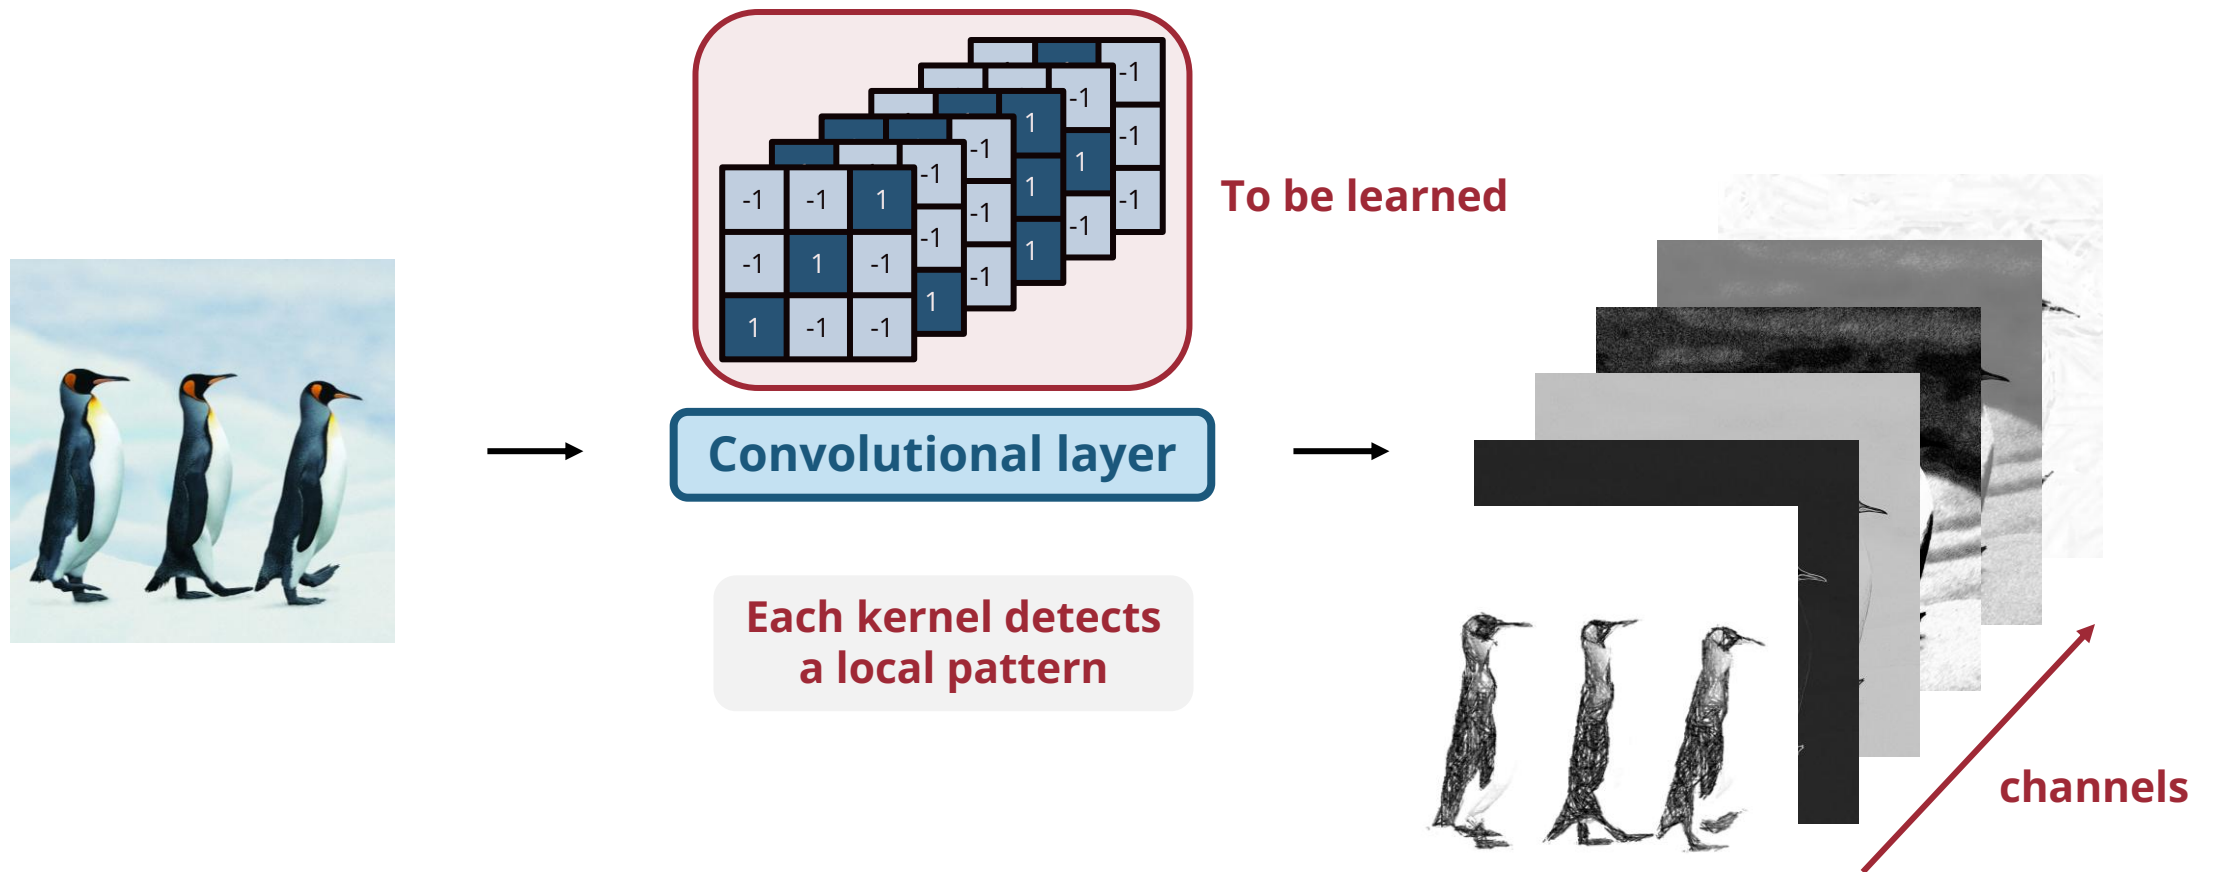 -1
-1 -1
1 -1 -1
-1 1 -1
-1 -1 -1
-1 -1 1 -1 1 -1
-1 1 -1 -1 -1 1
1 -1 -1 1
To be learned
Convolutional layer
Each kernel detects
a local pattern
channels